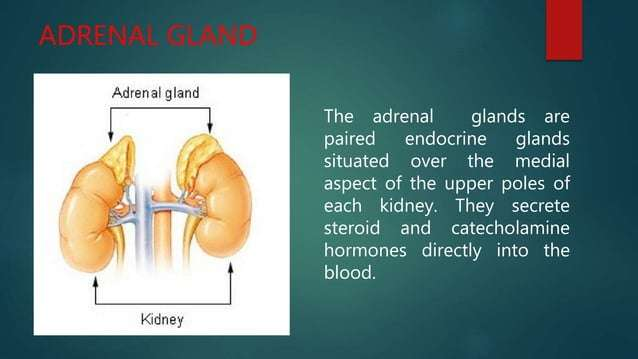 ADRENAL GLAND
Adrenal gland
Kidney
The adrenal glands are
paired endocrine glands
situated over the medial
aspect of the upper poles of
each kidney. They secrete
steroid and catecholamine
hormones directly into the
blood.